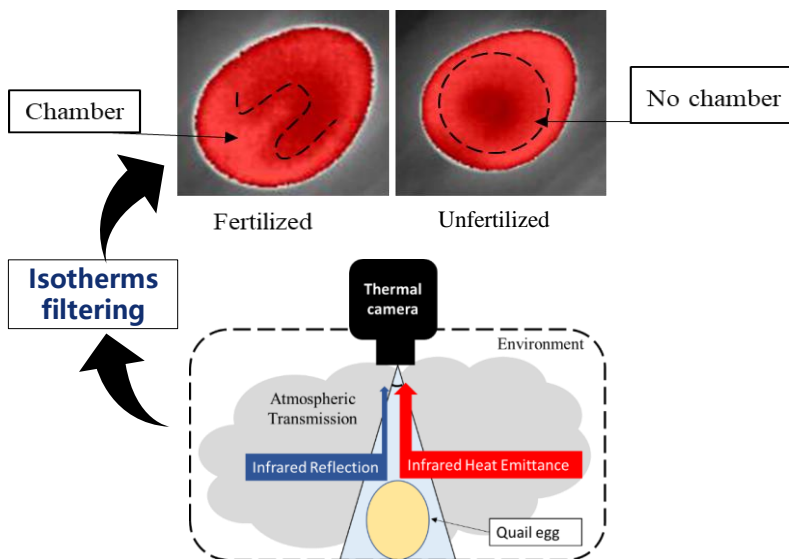 Chamber
No chamber
Fertilized
Unfertilized
Isotherms
filtering
Thermal
camera
Environment
Atmospheric
Transmission
Infrared Reflection
Infrared Heat Emittance
Quail egg